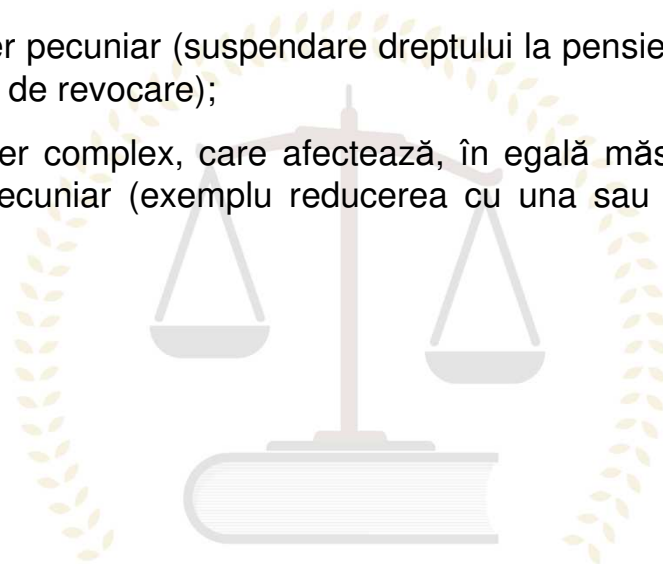 er pecuniar (suspendare dreptului la pensie
de revocare);
er complex, care afectează, în egală măs
ecuniar (exemplu reducerea cu una sau